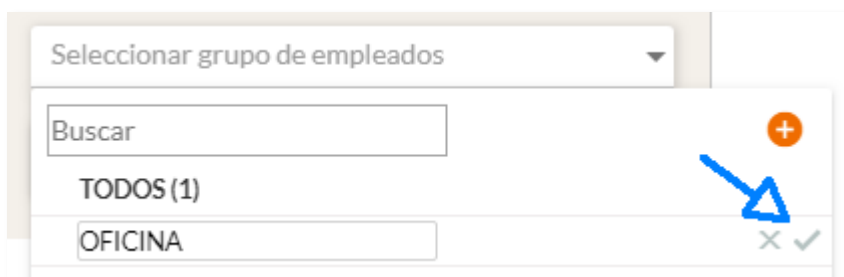 Seleccionar grupo de empleados
Buscar
TODOS (1)
OFICINA